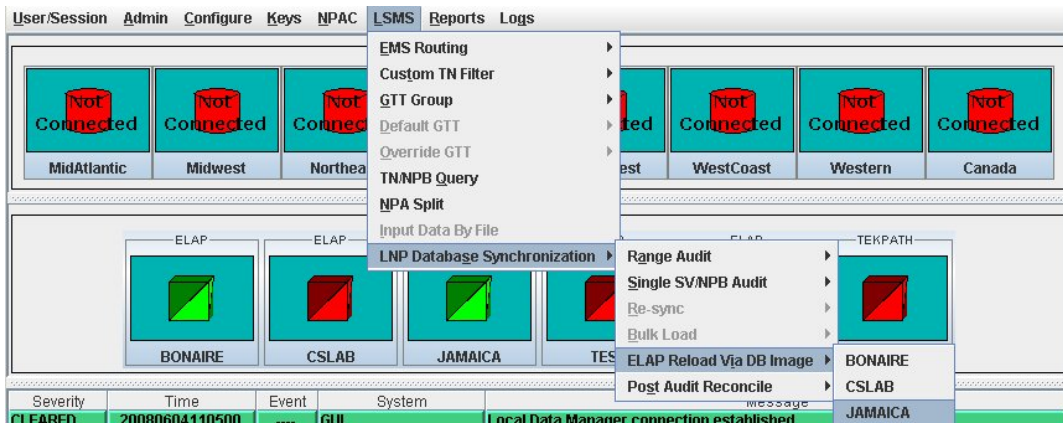 User/Session Admin Configure Keys NPAC LSMS Reports Logs
EMS Routing
Custom TN Filter
GTT Group
Default GTT
Override GTT
TN/NPB Query
NPA Split
Input Data By File
LNP Database Synchronization
Not Connected
MidAtlantic
Not Connected
Midwest
Not
Northea
Not Connected
WestCoast
Not Connected
Western
Not Connected
Canada
ELAP
BONAIRE
ELAP
CSLAB
JAMAICA
TES
TEKPATH
Range Audit
Single SV/NPB Audit
Re-sync
Bulk Load
ELAP Reload Via DB Image
Post Audit Reconcile
BONAIRE
CSLAB
JAMAICA
Severity Time Event System Message
CLEARED 20080604110500 ---- GUI Local Data Manager connection established